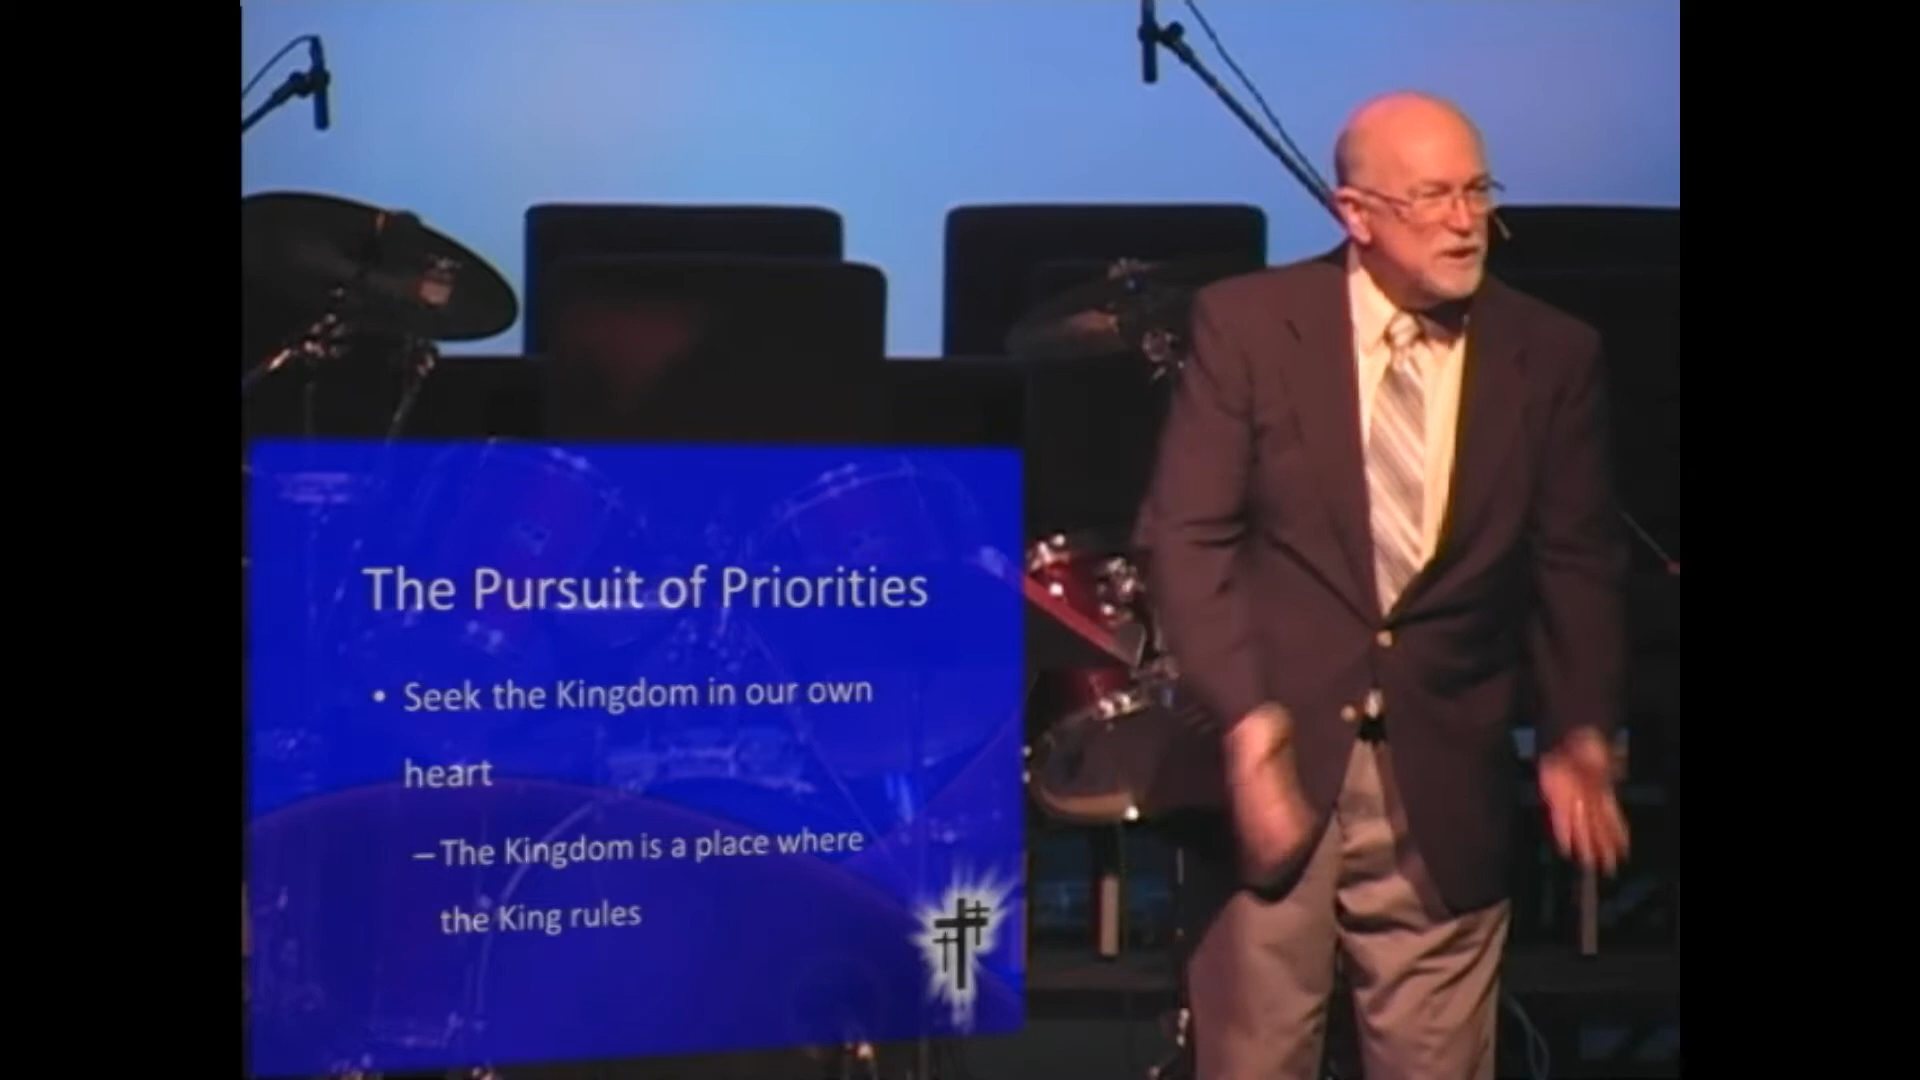 The Pursuit of Priorities
• Seek the Kingdom in our own
heart
– The Kingdom is a place where
the King rules